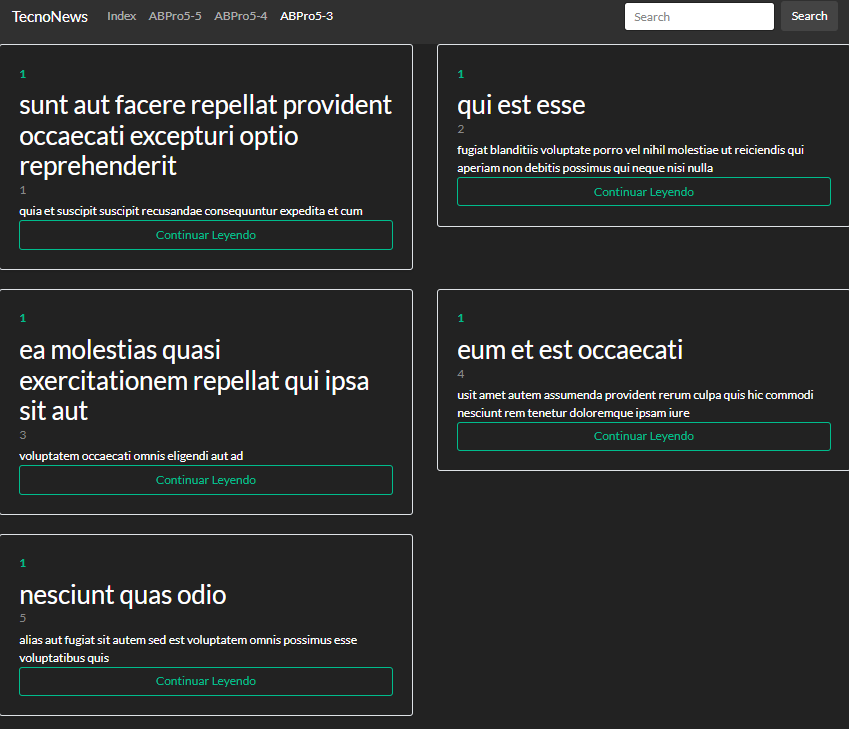 TecnoNews Index ABPro5-5 ABPro5-4 ABPro5-3 Search Search
1
sunt aut facere repellat provident
occaecati excepturi optio
reprehenderit
1
quia et suscipit suscipit recusandae consequuntur expedita et cum
Continuar Leyendo
1
qui est esse
2
fugiat blanditiis voluptate porro vel nihil molestiae ut reiciendis qui
aperiam non debitis possimus qui neque nisi nulla
Continuar Leyendo
1
ea molestias quasi
exercitationem repellat qui ipsa
sit aut
3
voluptatem occaecati omnis eligendi aut ad
Continuar Leyendo
1
eum et est occaecati
4
usit amet autem assumenda provident rerum culpa quis hic commodi
nesciunt rem tenetur doloremque ipsam iure
Continuar Leyendo
1
nesciunt quas odio
5
alias aut fugiat sit autem sed est voluptatem omnis possimus esse
voluptatibus quis
Continuar Leyendo